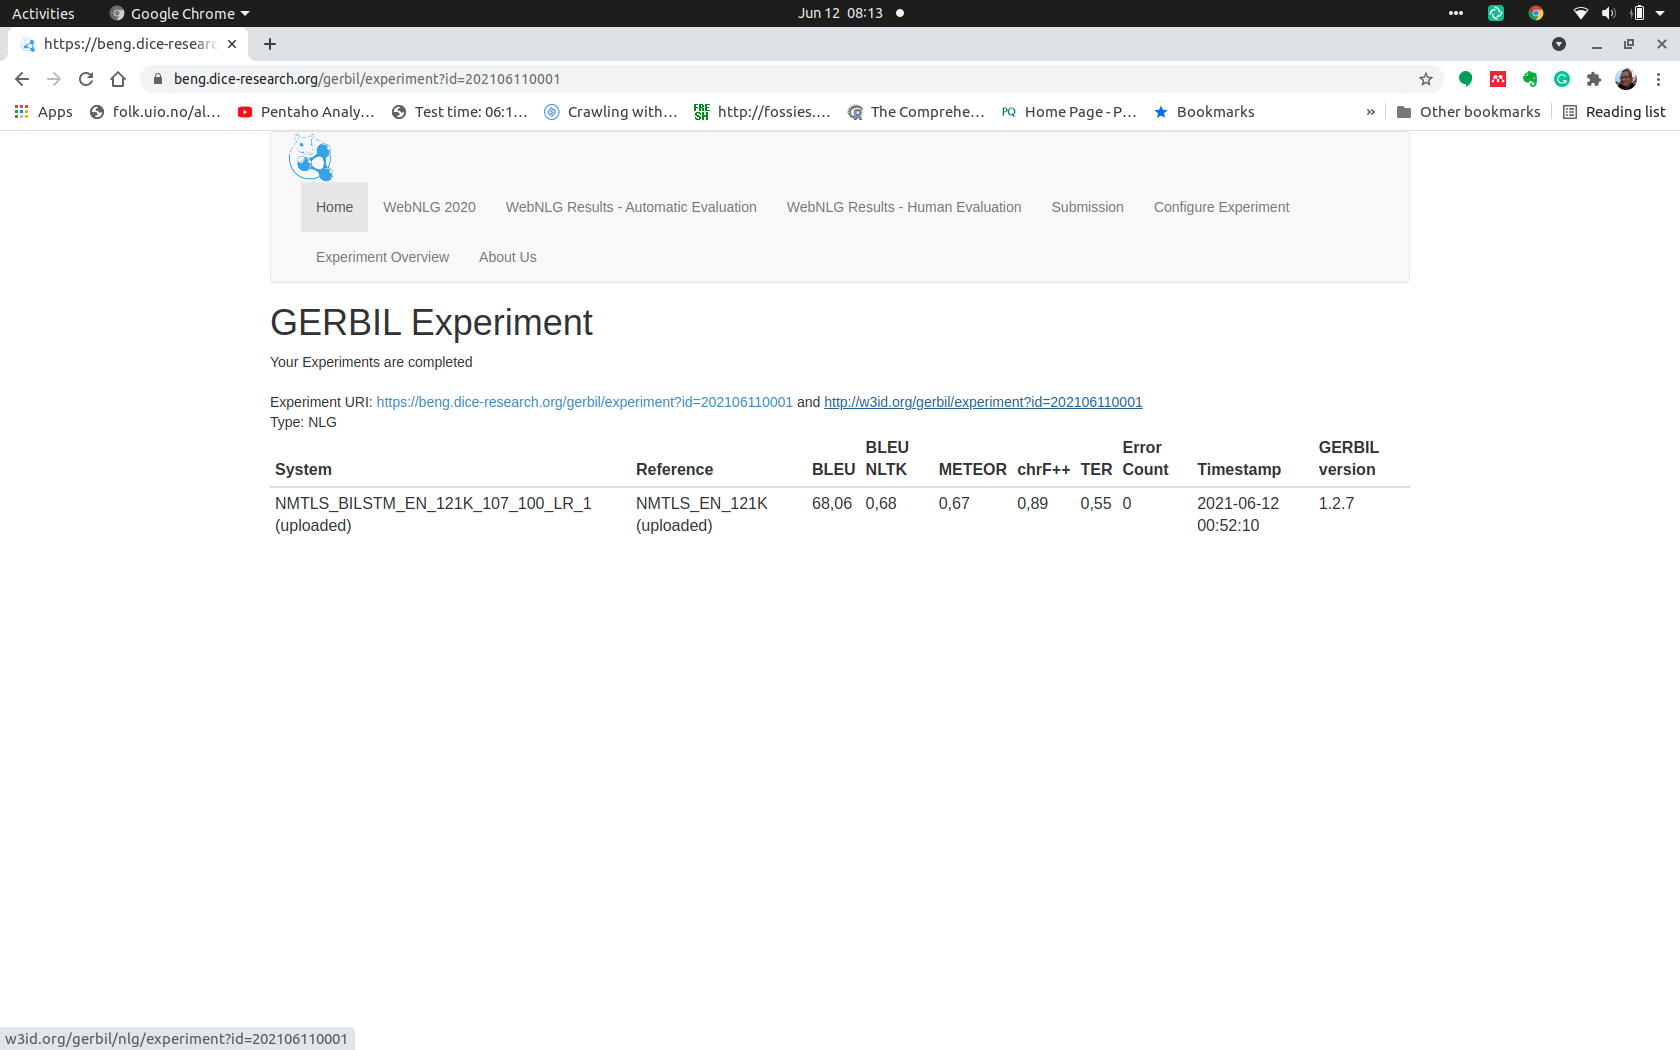 Activities
Google Chrome
Jun 12 08:13
https://beng.dice-researc
beng.dice-research.org/gerbil/experiment?id=202106110001
Apps
folk.uio.no/al...
Pentaho Analy...
Test time: 06:1...
Crawling with...
FRE
SH
http://fossies....
The Comprehe...
PQ
Home Page - P...
Bookmarks
»
Other bookmarks
Reading list
Home
WebNLG 2020
WebNLG Results - Automatic Evaluation
WebNLG Results - Human Evaluation
Submission
Configure Experiment
Experiment Overview
About Us
GERBIL Experiment
Your Experiments are completed
Experiment URI: https://beng.dice-research.org/gerbil/experiment?id=202106110001 and http://w3id.org/gerbil/experiment?id=202106110001
Type: NLG
System Reference BLEU BLEU NLTK METEOR chrF++ TER Error Count Timestamp GERBIL version
NMTLS_BILSTM_EN_121K_107_100_LR_1 NMTLS_EN_121K 68,06 0,68 0,67 0,89 0,55 0 2021-06-12 1.2.7
(uploaded) (uploaded) 00:52:10
w3id.org/gerbil/nlg/experiment?id=202106110001